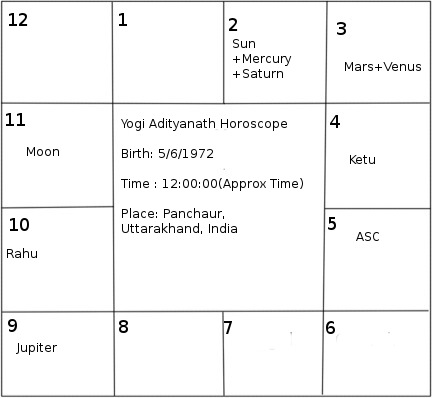 12
1
2
Sun
+Mercury
+Saturn
3
Mars+Venus
11
Moon
Yogi Adityanath Horoscope
Birth: 5/6/1972
Time : 12:00:00(Approx Time)
Place: Panchaur,
Uttarakhand, India
4
Ketu
10
Rahu
5
ASC
9
Jupiter
8
7
6